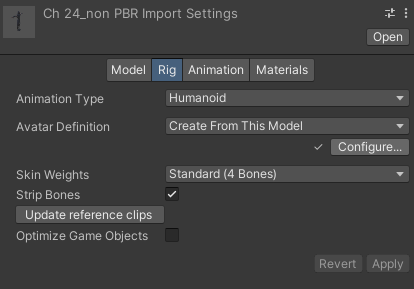 Ch 24_non PBR Import Settings
Open
Model Rig Animation Materials
Animation Type Humanoid
Avatar Definition Create From This Model
Configure...
Skin Weights Standard (4 Bones)
Strip Bones
Update reference clips
Optimize Game Objects
Revert Apply